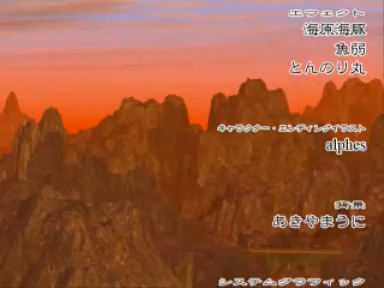 エフェクト
海原海豚
魚弱
とんのり丸
キャラクター・エンディングイラスト
alphes
背景
あきやまうに
システムグラフィック